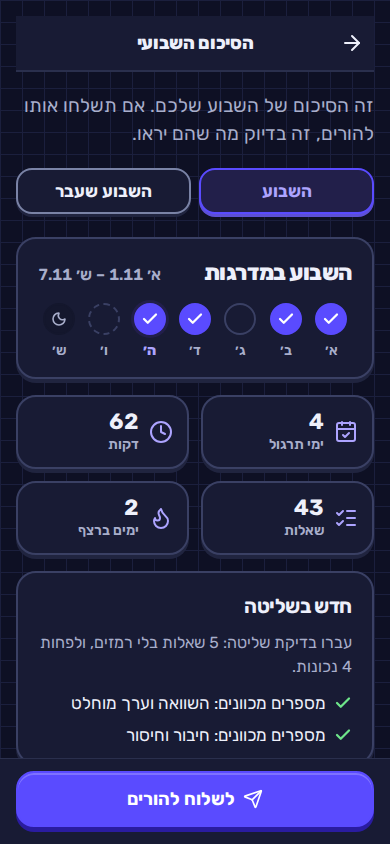 הסיכום השבועי
זה הסיכום של השבוע שלכם. אם תשלחו אותו
להורים, זה בדיוק מה שהם יראו.
השבוע
השבוע שעבר
השבוע במדרגות
א׳ 1.11 – ש׳ 7.11
א׳
ב׳
ג׳
ד׳
ה׳
ו׳
ש׳
4
ימי תרגול
62
דקות
43
שאלות
2
ימים ברצף
חדש בשליטה
עברו בדיקת שליטה: 5 שאלות בלי רמזים, ולפחות
4 נכונות.
מספרים מכוונים: השוואה וערך מוחלט
מספרים מכוונים: חיבור וחיסור
לשלוח להורים